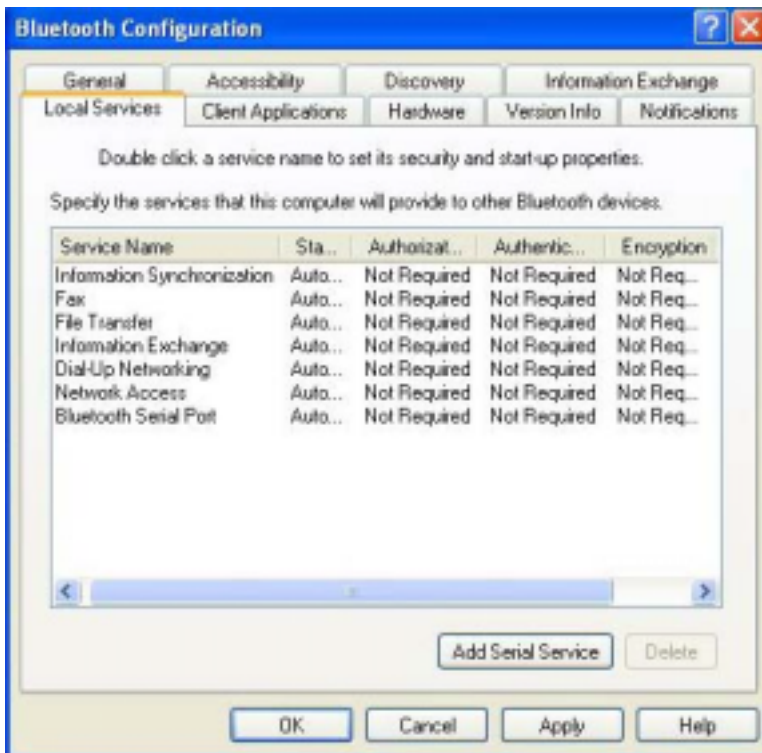 Bluetooth Configuration
General Accessibility Discovery Information Exchange
Local Services Client Applications Hardware Version Info Notifications
Double click a service name to set its security and start-up properties.
Specify the services that this computer will provide to other Bluetooth devices.
Service Name Sta... Authorizat... Authentic... Encryption
Information Synchronization Auto... Not Required Not Required Not Req...
Fax Auto... Not Required Not Required Not Req...
File Transfer Auto... Not Required Not Required Not Req...
Information Exchange Auto... Not Required Not Required Not Req...
Dial-Up Networking Auto... Not Required Not Required Not Req...
Network Access Auto... Not Required Not Required Not Req...
Bluetooth Serial Port Auto... Not Required Not Required Not Req...
Add Serial Service Delete
OK Cancel Apply Help